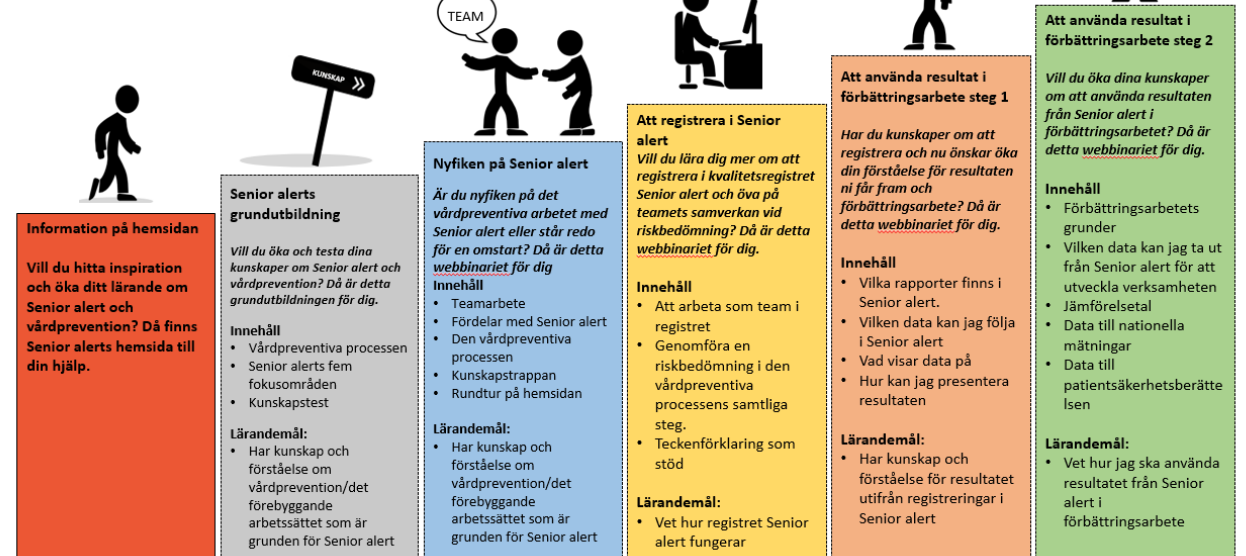 TEAM
KUNSKAP
Information på hemsidan
Vill du hitta inspiration
och öka ditt lärande om
Senior alert och
vårdprevention? Då finns
Senior alerts hemsida till
din hjälp.
Senior alerts
grundutbildning
Vill du öka och testa dina
kunskaper om Senior alert och
vårdprevention? Då är detta
grundutbildningen för dig.
Innehåll
• Vårdpreventiva processen
• Senior alerts fem
fokusområden
• Kunskapstest
Lärandemål:
• Har kunskap och
förståelse om
vårdprevention/det
förebyggande
arbetssättet som är
grunden för Senior alert
Nyfiken på Senior alert
Är du nyfiken på det
vårdpreventiva arbetet med
Senior alert eller står redo
för en omstart? Då är detta
webbinariet för dig
Innehåll
• Teamarbete
• Fördelar med Senior alert
• Den vårdpreventiva
processen
• Kunskapstrappan
• Rundtur på hemsidan
Lärandemål:
• Har kunskap och
förståelse om
vårdprevention/det
förebyggande
arbetssättet som är
grunden för Senior alert
Att registrera i Senior
alert
Vill du lära dig mer om att
registrera i kvalitetsregistret
Senior alert och öva på
teamets samverkan vid
riskbedömning? Då är detta
webbinariet för dig.
Innehåll
• Att arbeta som team i
registret
• Genomföra en
riskbedömning i den
vårdpreventiva
processens samtliga
steg.
• Teckenförklaring som
stöd
Lärandemål:
• Vet hur registret Senior
alert fungerar
Att använda resultat i
förbättringsarbete steg 1
Har du kunskaper om att
registrera och nu önskar öka
din förståelse för resultaten
ni får fram och
förbättringsarbete? Då är
detta webbinariet för dig.
Innehåll
• Vilka rapporter finns i
Senior alert.
• Vilken data kan jag följa
i Senior alert
• Vad visar data på
• Hur kan jag presentera
resultaten
Lärandemål:
• Har kunskap och
förståelse för resultatet
utifrån registreringar i
Senior alert
Att använda resultat i
förbättringsarbete steg 2
Vill du öka dina kunskaper
om att använda resultaten
från Senior alert i
förbättringsarbetet? Då är
detta webbinariet för dig.
Innehåll
• Förbättringsarbetets
grunder
• Vilken data kan jag ta ut
från Senior alert för att
utveckla verksamheten
• Jämförelsetal
• Data till nationella
mätningar
• Data till
patientsäkerhetsberätte
lsen
Lärandemål:
• Vet hur jag ska använda
resultatet från Senior
alert i
förbättringsarbete